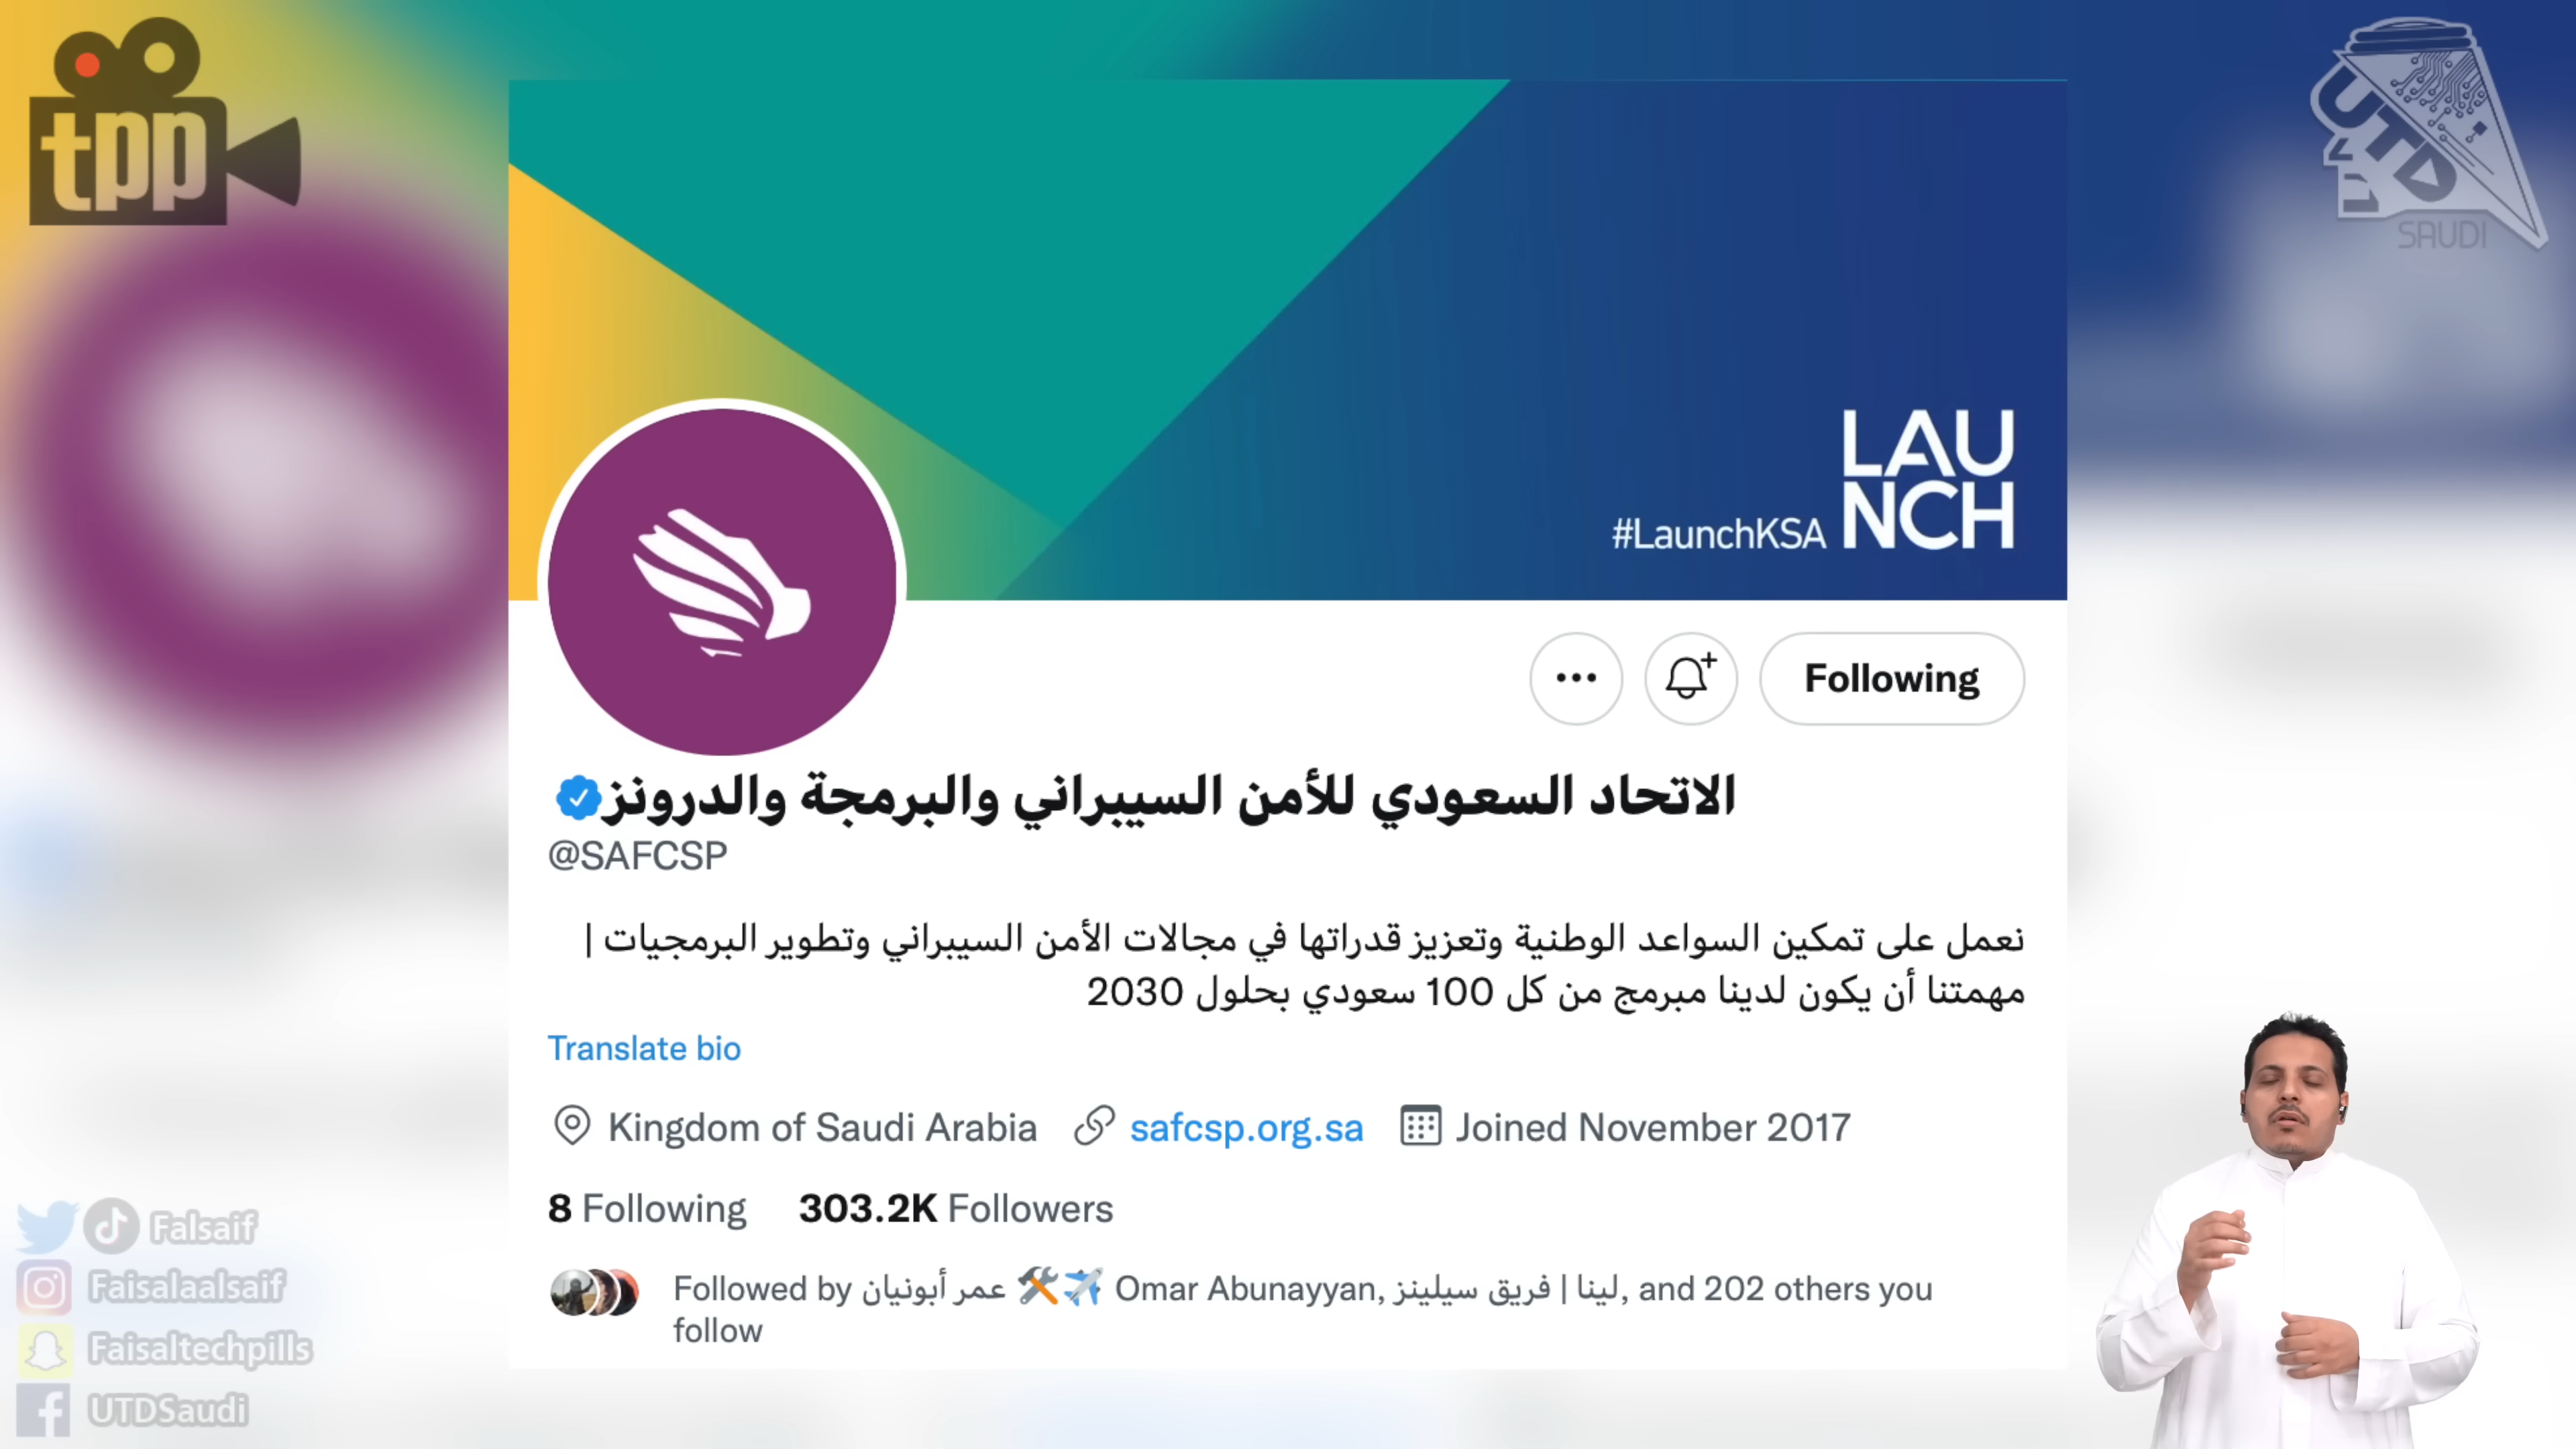 tpp
UTD
SAUDI
LAU
NCH
#LaunchKSA
Following
الاتحاد السعودي للأمن السيبراني والبرمجة والدرونز
@SAFCSP
نعمل على تمكين السواعد الوطنية وتعزيز قدراتها في مجالات الأمن السيبراني وتطوير البرمجيات |
مهمتنا أن يكون لدينا مبرمج من كل 100 سعودي بحلول 2030
Translate bio
Kingdom of Saudi Arabia safcsp.org.sa Joined November 2017
8 Following 303.2K Followers
Followed by عمر أبونيان 🛠️✈️ Omar Abunayyan, لينا | فريق سيلينز, and 202 others you
follow
Falsaif
Faisalaalsaif
Faisaltechpills
UTDSaudi